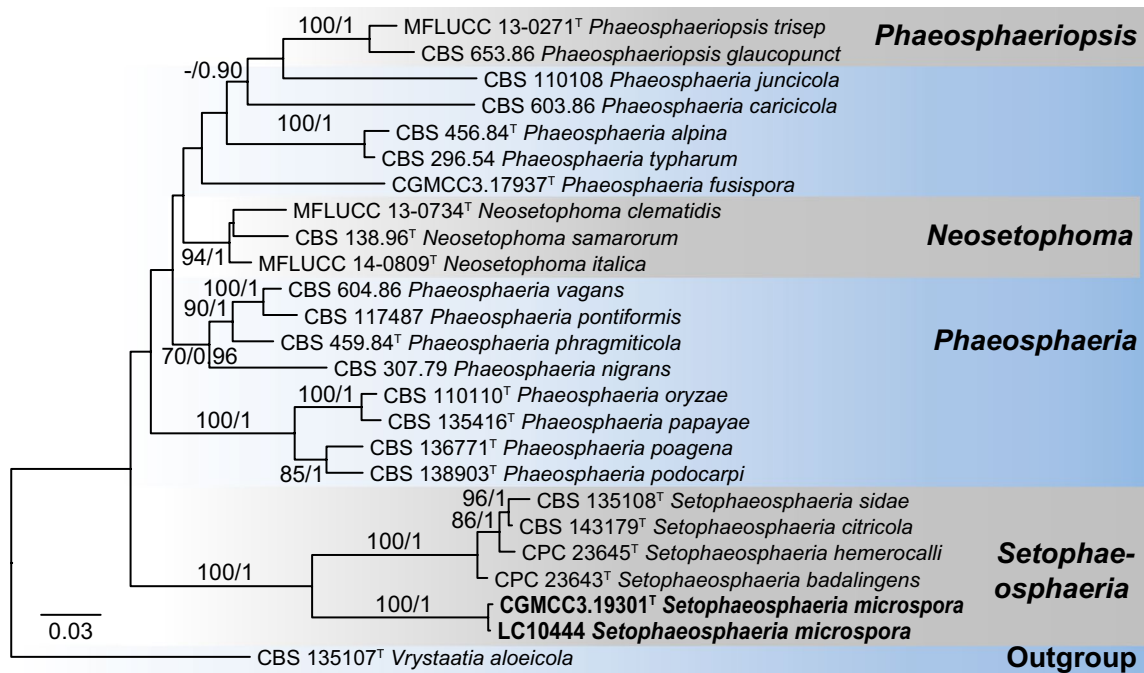 100/1
MFLUCC 13-0271ᵀ Phaeosphaeriopsis trisep
Phaeosphaeriopsis
CBS 653.86 Phaeosphaeriopsis glaucopunct
-/0.90
CBS 110108 Phaeosphaeria juncicola
CBS 603.86 Phaeosphaeria caricicola
100/1
CBS 456.84ᵀ Phaeosphaeria alpina
CBS 296.54 Phaeosphaeria typharum
CGMCC3.17937ᵀ Phaeosphaeria fusispora
MFLUCC 13-0734ᵀ Neosetophoma clematidis
CBS 138.96ᵀ Neosetophoma samarorum
Neosetophoma
94/1
MFLUCC 14-0809ᵀ Neosetophoma italica
100/1
CBS 604.86 Phaeosphaeria vagans
90/1
CBS 117487 Phaeosphaeria pontiformis
CBS 459.84ᵀ Phaeosphaeria phragmiticola
Phaeosphaeria
70/0.96
CBS 307.79 Phaeosphaeria nigrans
100/1
CBS 110110ᵀ Phaeosphaeria oryzae
100/1
CBS 135416ᵀ Phaeosphaeria papayae
CBS 136771ᵀ Phaeosphaeria poagena
85/1
CBS 138903ᵀ Phaeosphaeria podocarpi
96/1
CBS 135108ᵀ Setophaeosphaeria sidae
86/1
CBS 143179ᵀ Setophaeosphaeria citricola
100/1
CPC 23645ᵀ Setophaeosphaeria hemerocalli
Setophae-
osphaeria
100/1
CPC 23643ᵀ Setophaeosphaeria badalingens
100/1
CGMCC3.19301ᵀ Setophaeosphaeria microspora
LC10444 Setophaeosphaeria microspora
0.03
CBS 135107ᵀ Vrystaatia aloeicola
Outgroup